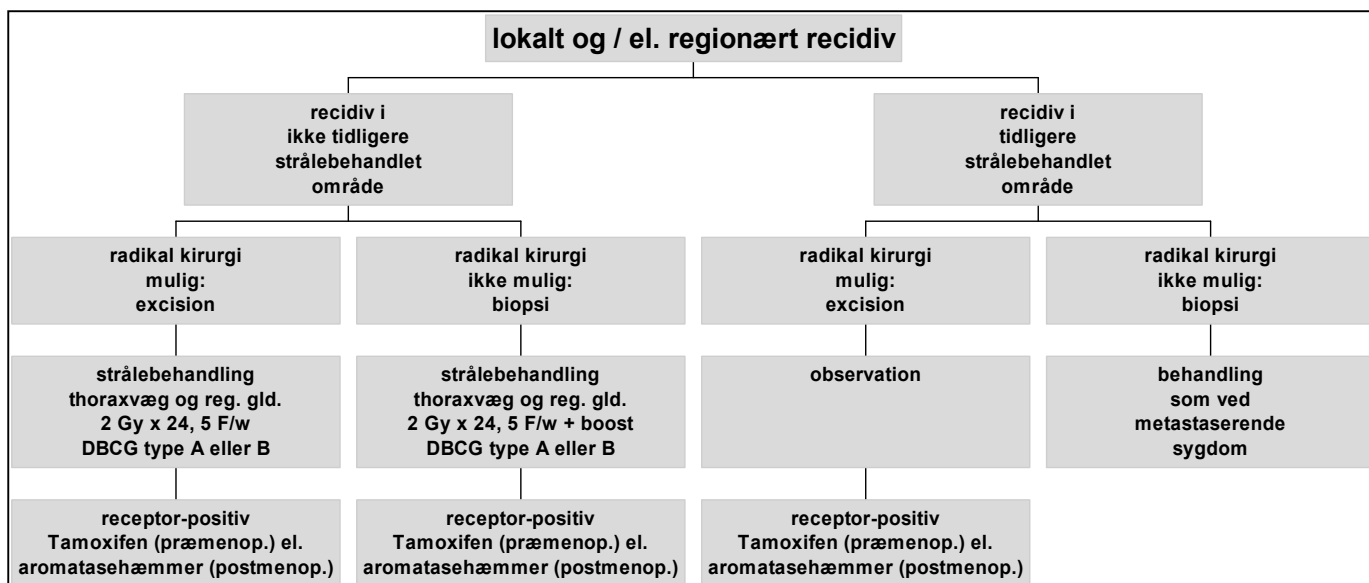 lokalt og / el. regionært recidiv
recidiv i
ikke tidligere
strålebehandlet
område
recidiv i
tidligere
strålebehandlet
område
radikal kirurgi
mulig:
excision
radikal kirurgi
ikke mulig:
biopsi
radikal kirurgi
mulig:
excision
radikal kirurgi
ikke mulig:
biopsi
strålebehandling
thoraxvæg og reg. gld.
2 Gy x 24, 5 F/w
DBCG type A eller B
strålebehandling
thoraxvæg og reg. gld.
2 Gy x 24, 5 F/w + boost
DBCG type A eller B
observation
behandling
som ved
metastaserende
sygdom
receptor-positiv
Tamoxifen (præmenop.) el.
aromatasehæmmer (postmenop.)
receptor-positiv
Tamoxifen (præmenop.) el.
aromatasehæmmer (postmenop.)
receptor-positiv
Tamoxifen (præmenop.) el.
aromatasehæmmer (postmenop.)